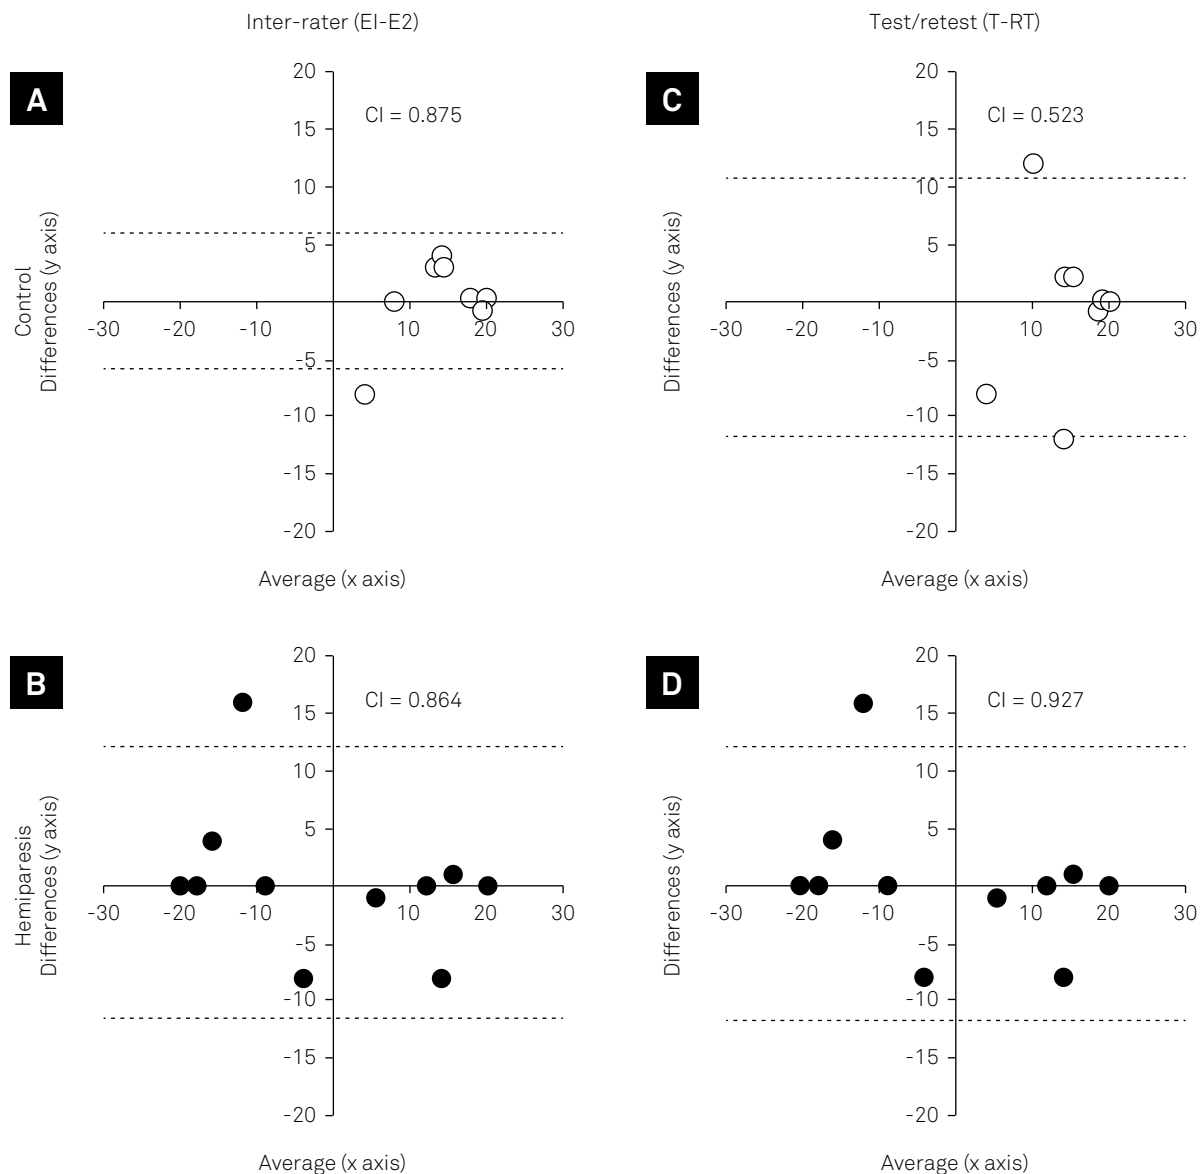 Inter-rater (EI-E2)
Test/retest (T-RT)
A
CI = 0.875
20
15
10
5
-5
-10
-15
-20
-30 -20 -10 10 20 30
Control
Differences (y axis)
Average (x axis)
C
CI = 0.523
20
15
10
5
-5
-10
-15
-20
-30 -20 -10 10 20 30
Differences (y axis)
Average (x axis)
B
CI = 0.864
20
15
10
5
-5
-10
-15
-20
-30 -20 -10 10 20 30
Hemiparesis
Differences (y axis)
Average (x axis)
D
CI = 0.927
20
15
10
5
-5
-10
-15
-20
-30 -20 -10 10 20 30
Differences (y axis)
Average (x axis)